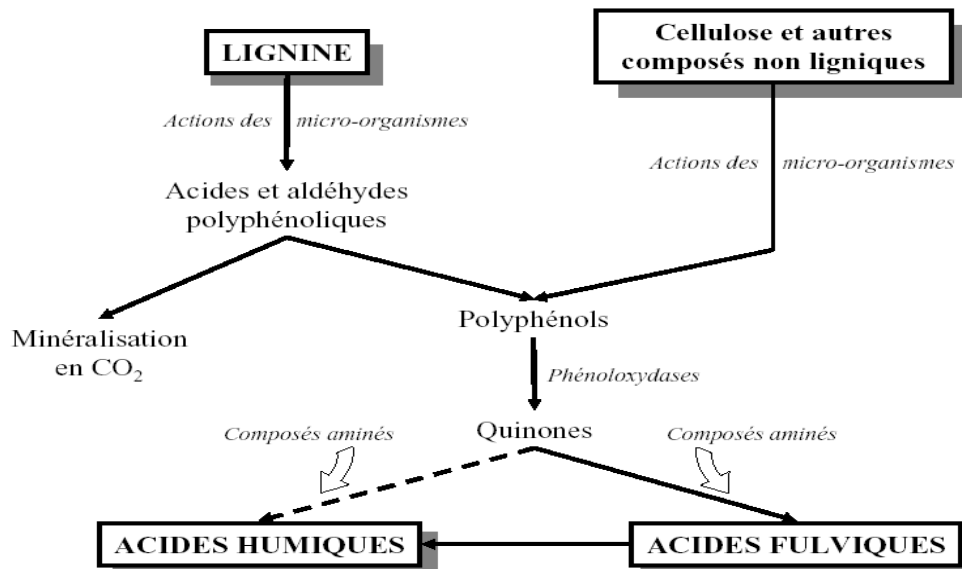 LIGNINE
Cellulose et autres
composés non ligniques
Actions des micro-organismes
Actions des micro-organismes
Acides et aldéhydes
polyphénoliques
Polyphénols
Minéralisation
en CO₂
Phénoloxydases
Composés aminés
Quinones
Composés aminés
ACIDES HUMIQUES
ACIDES FULVIQUES